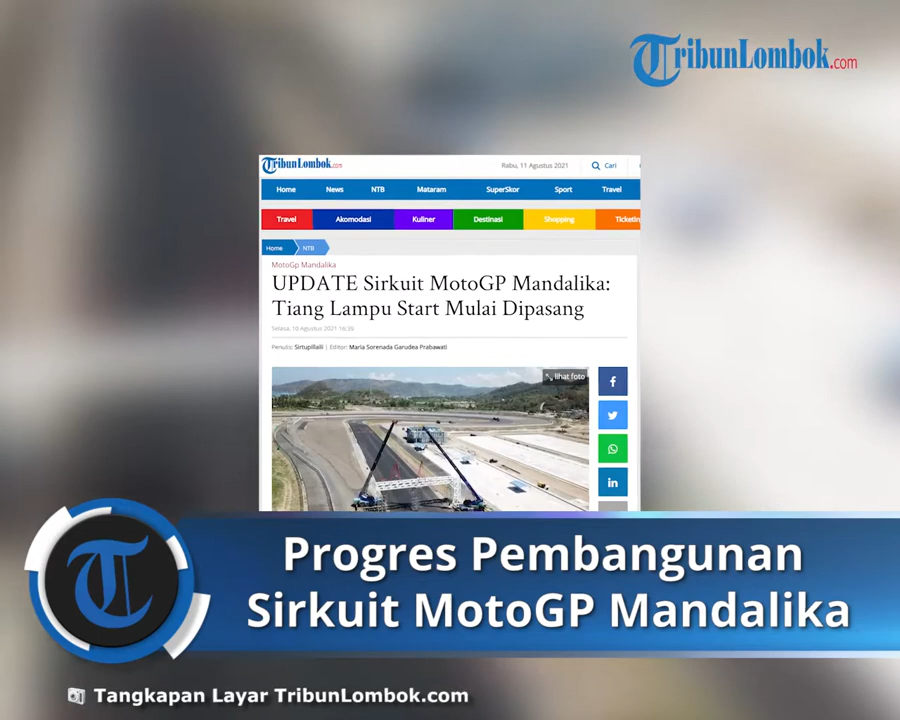 TribunLombok.com
TribunLombok.com
Rabu, 11 Agustus 2021
Cari
Home News NTB Mataram SuperSkor Sport Travel
Travel Akomodasi Kuliner Destinasi Shopping Ticketin
Home NTB
MotoGp Mandalika
UPDATE Sirkuit MotoGP Mandalika:
Tiang Lampu Start Mulai Dipasang
Selasa, 10 Agustus 2021 16:39
Penulis: Sirtupillaili | Editor: Maria Sorenada Garudea Prabawati
lihat foto
Progres Pembangunan
Sirkuit MotoGP Mandalika
Tangkapan Layar TribunLombok.com